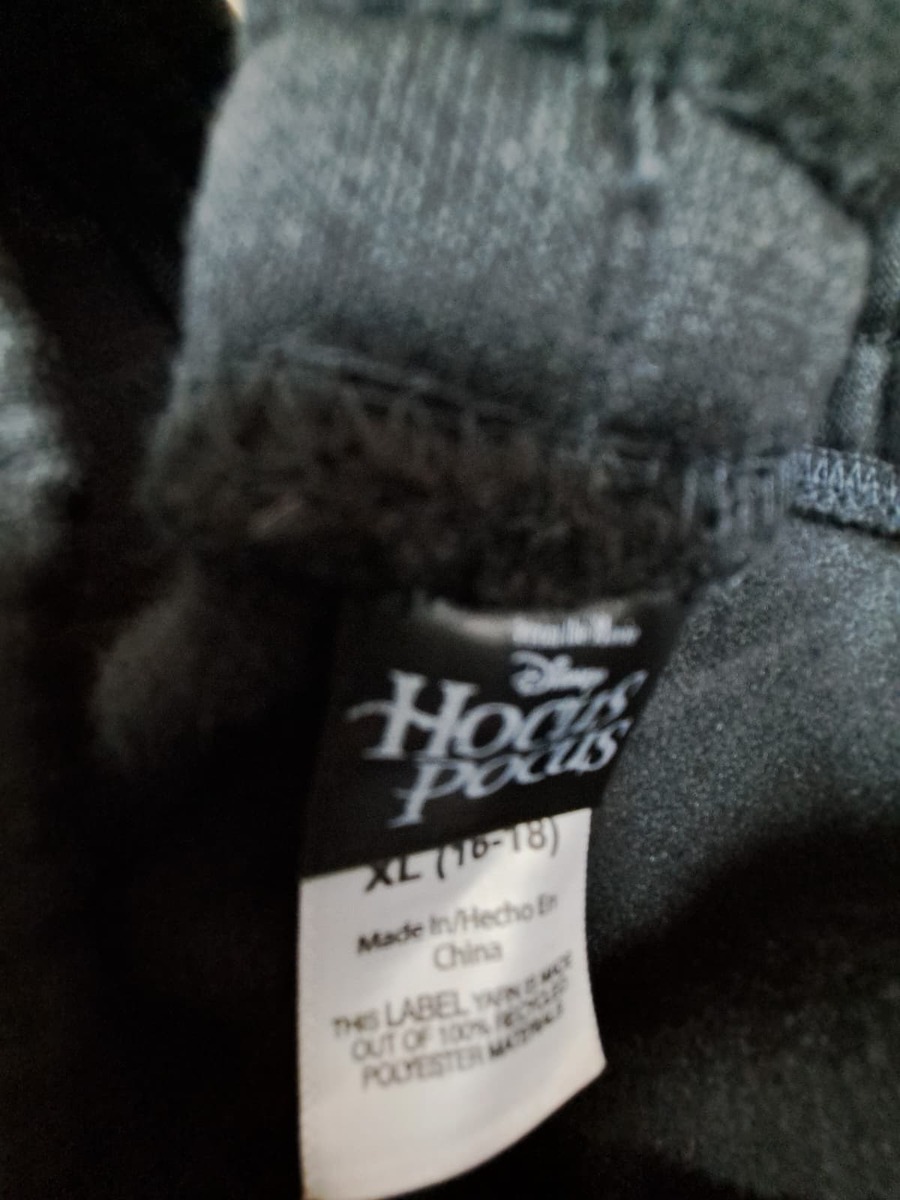 Disney
HOCUS
POCUS
XL (16-18)
Made In/Hecho En
China
THIS LABEL YARN IS MADE
OUT OF 100% RECYCLED
POLYESTER MATERIALS